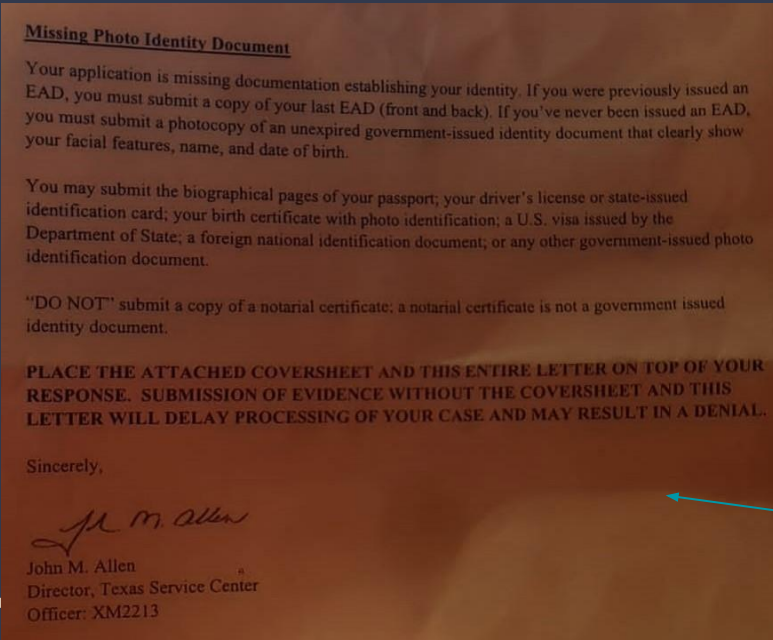 Missing Photo Identity Document
Your application is missing documentation establishing your identity. If you were previously issued an
EAD, you must submit a copy of your last EAD (front and back). If you've never been issued an EAD,
you must submit a photocopy of an unexpired government-issued identity document that clearly show
your facial features, name, and date of birth.
You may submit the biographical pages of your passport; your driver's license or state-issued
identification card; your birth certificate with photo identification; a U.S. visa issued by the
Department of State; a foreign national identification document; or any other government-issued photo
identification document.
"DO NOT" submit a copy of a notarial certificate; a notarial certificate is not a government issued
identity document.
PLACE THE ATTACHED COVERSHEET AND THIS ENTIRE LETTER ON TOP OF YOUR
RESPONSE. SUBMISSION OF EVIDENCE WITHOUT THE COVERSHEET AND THIS
LETTER WILL DELAY PROCESSING OF YOUR CASE AND MAY RESULT IN A DENIAL.
Sincerely,
Jh M. Allen
John M. Allen
Director, Texas Service Center
Officer: XM2213